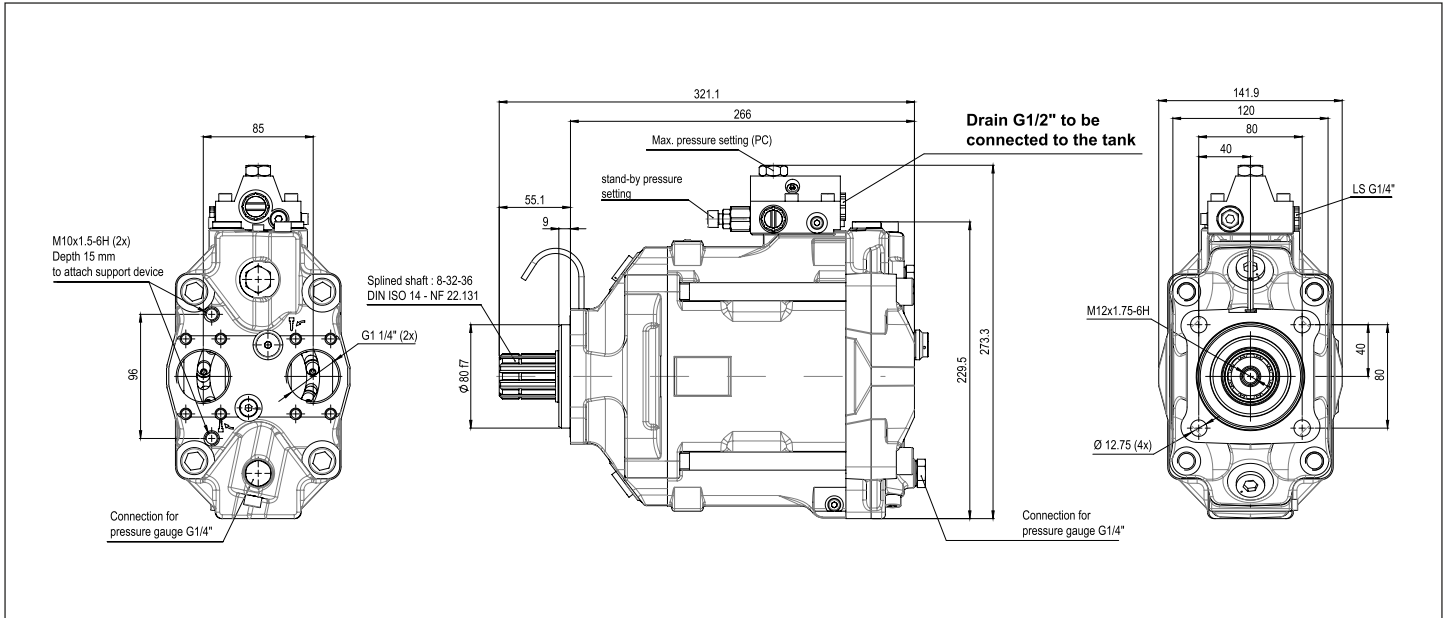 85
M10x1.5-6H (2x)
Depth 15 mm
to attach support device
96
G1 1/4" (2x)
Connection for
pressure gauge G1/4"
321.1
266
Max. pressure setting (PC)
Drain G1/2" to be
connected to the tank
stand-by pressure
setting
55.1
9
Splined shaft : 8-32-36
DIN ISO 14 - NF 22.131
Ø 80 f7
229.5
273.3
Connection for
pressure gauge G1/4"
141.9
120
80
40
LS G1/4"
M12x1.75-6H
40
80
Ø 12.75 (4x)